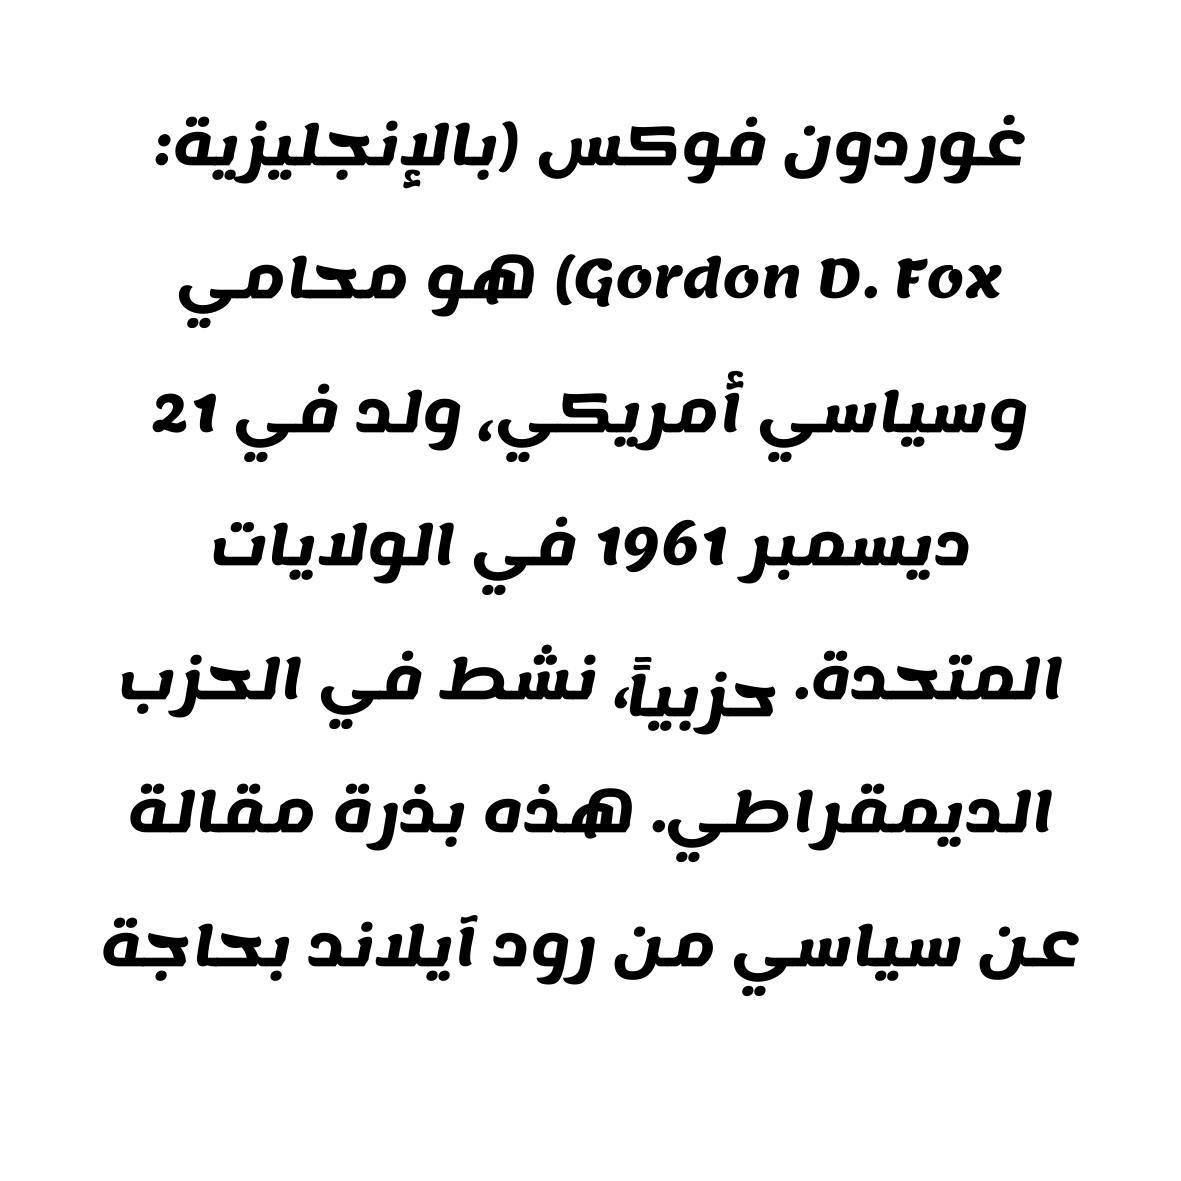 غوردون فوكس (بالإنجليزية:
Gordon D. Fox) هو محامي
وسياسي أمريكي، ولد في 21
ديسمبر 1961 في الولايات
المتحدة. حزبياً، نشط في الحزب
الديمقراطي. هذه بذرة مقالة
عن سياسي من رود آيلاند بحاجة